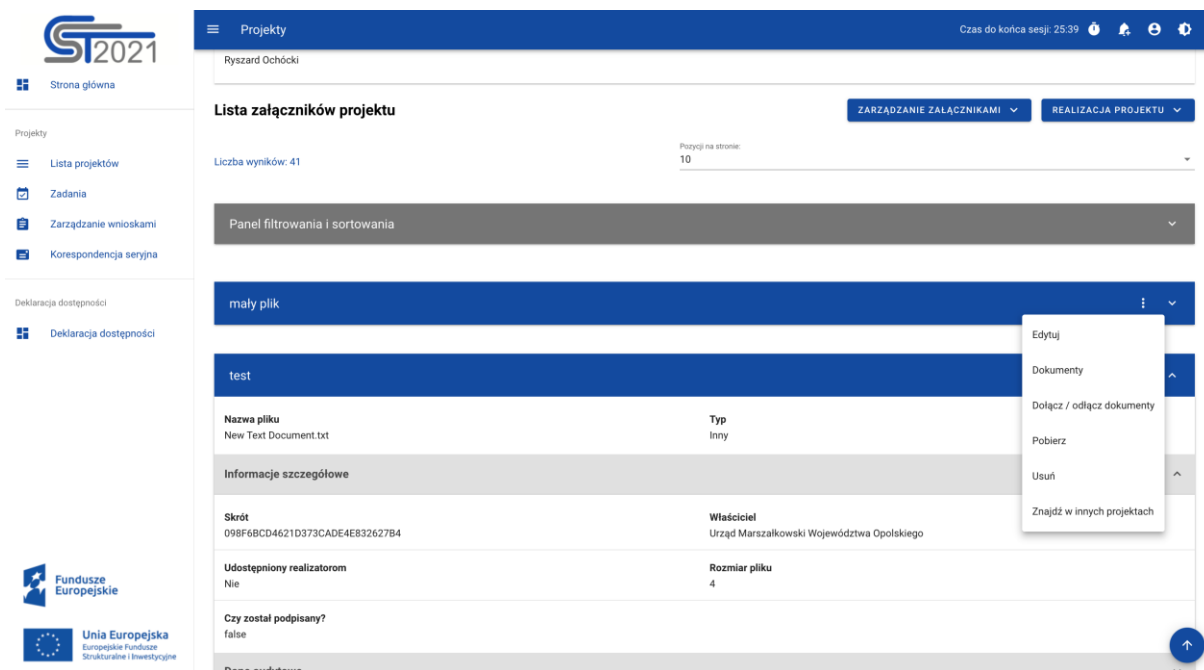 ST2021
Projekty
Czas do końca sesji: 25:39
Ryszard Ochócki
Strona główna
Projekty
Lista projektów
Zadania
Zarządzanie wnioskami
Korespondencja seryjna
Deklaracja dostępności
Deklaracja dostępności
Lista załączników projektu
ZARZĄDZANIE ZAŁĄCZNIKAMI
REALIZACJA PROJEKTU
Liczba wyników: 41
Pozycji na stronie:
10
Panel filtrowania i sortowania
mały plik
Edytuj
Dokumenty
Dołącz / odłącz dokumenty
Pobierz
Usuń
Znajdź w innych projektach
test
Nazwa pliku
New Text Document.txt
Typ
Inny
Informacje szczegółowe
Skrót
098F6BCD4621D373CADE4E832627B4
Właściciel
Urząd Marszałkowski Województwa Opolskiego
Udostępniony realizatorom
Nie
Rozmiar pliku
4
Czy został podpisany?
false
Dane audytowe
Fundusze
Europejskie
Unia Europejska
Europejskie Fundusze
Strukturalne i Inwestycyjne